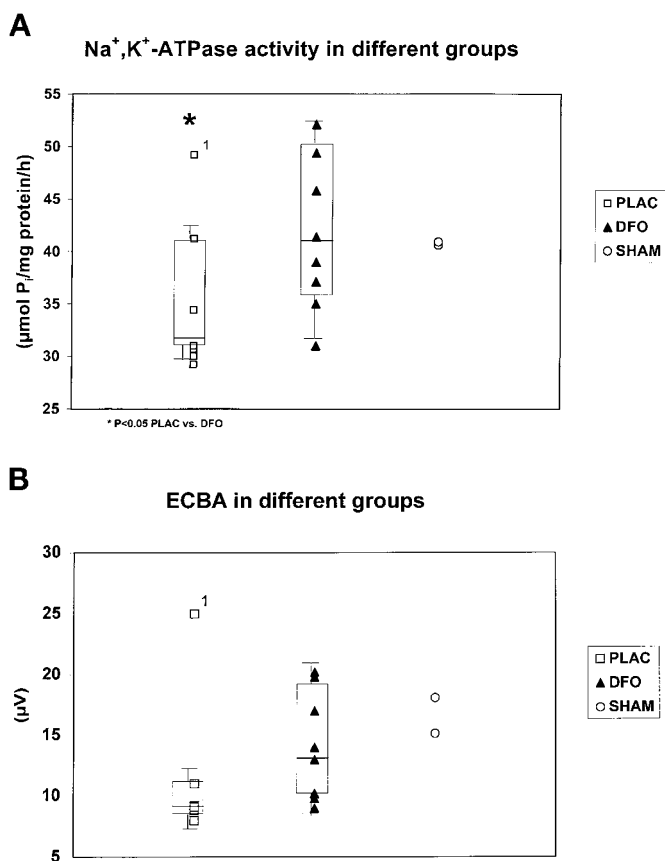 A
Na⁺,K⁺-ATPase activity in different groups
55
50
45
40
35
30
25
(µmol Pᵢ/mg protein/h)
*
1
PLAC
DFO
SHAM
* P<0.05 PLAC vs. DFO
B
ECBA in different groups
30
25
20
15
10
5
(µV)
1
PLAC
DFO
SHAM